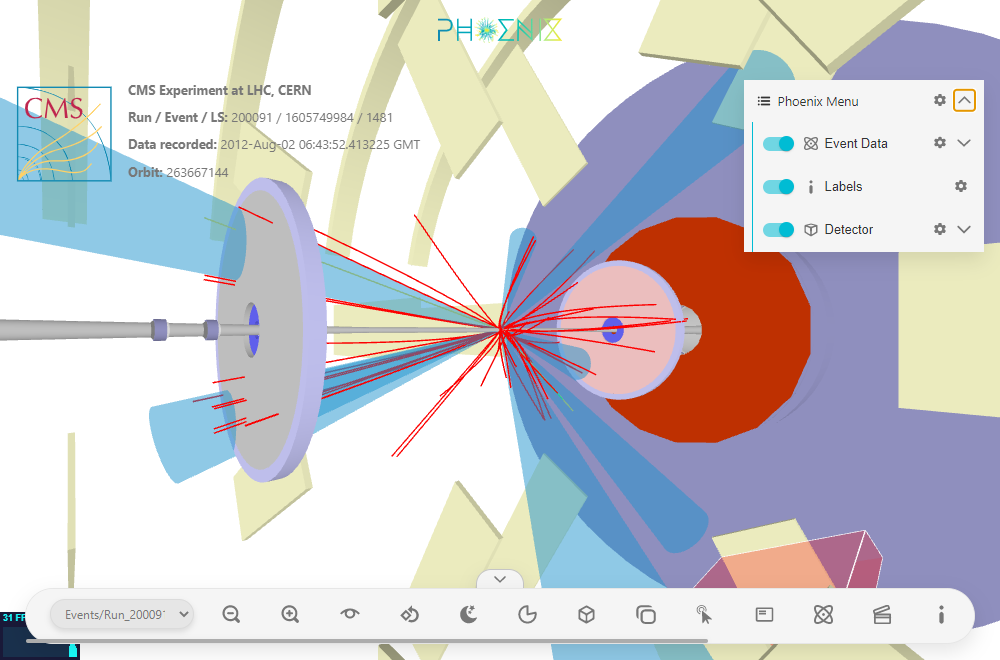 PHOENIX
CMS
CMS Experiment at LHC, CERN
Run / Event / LS: 200091 / 1605749984 / 1481
Data recorded: 2012-Aug-02 06:43:52.413225 GMT
Orbit: 263667144
Phoenix Menu
Event Data
Labels
Detector
31 FP
Events/Run_20009